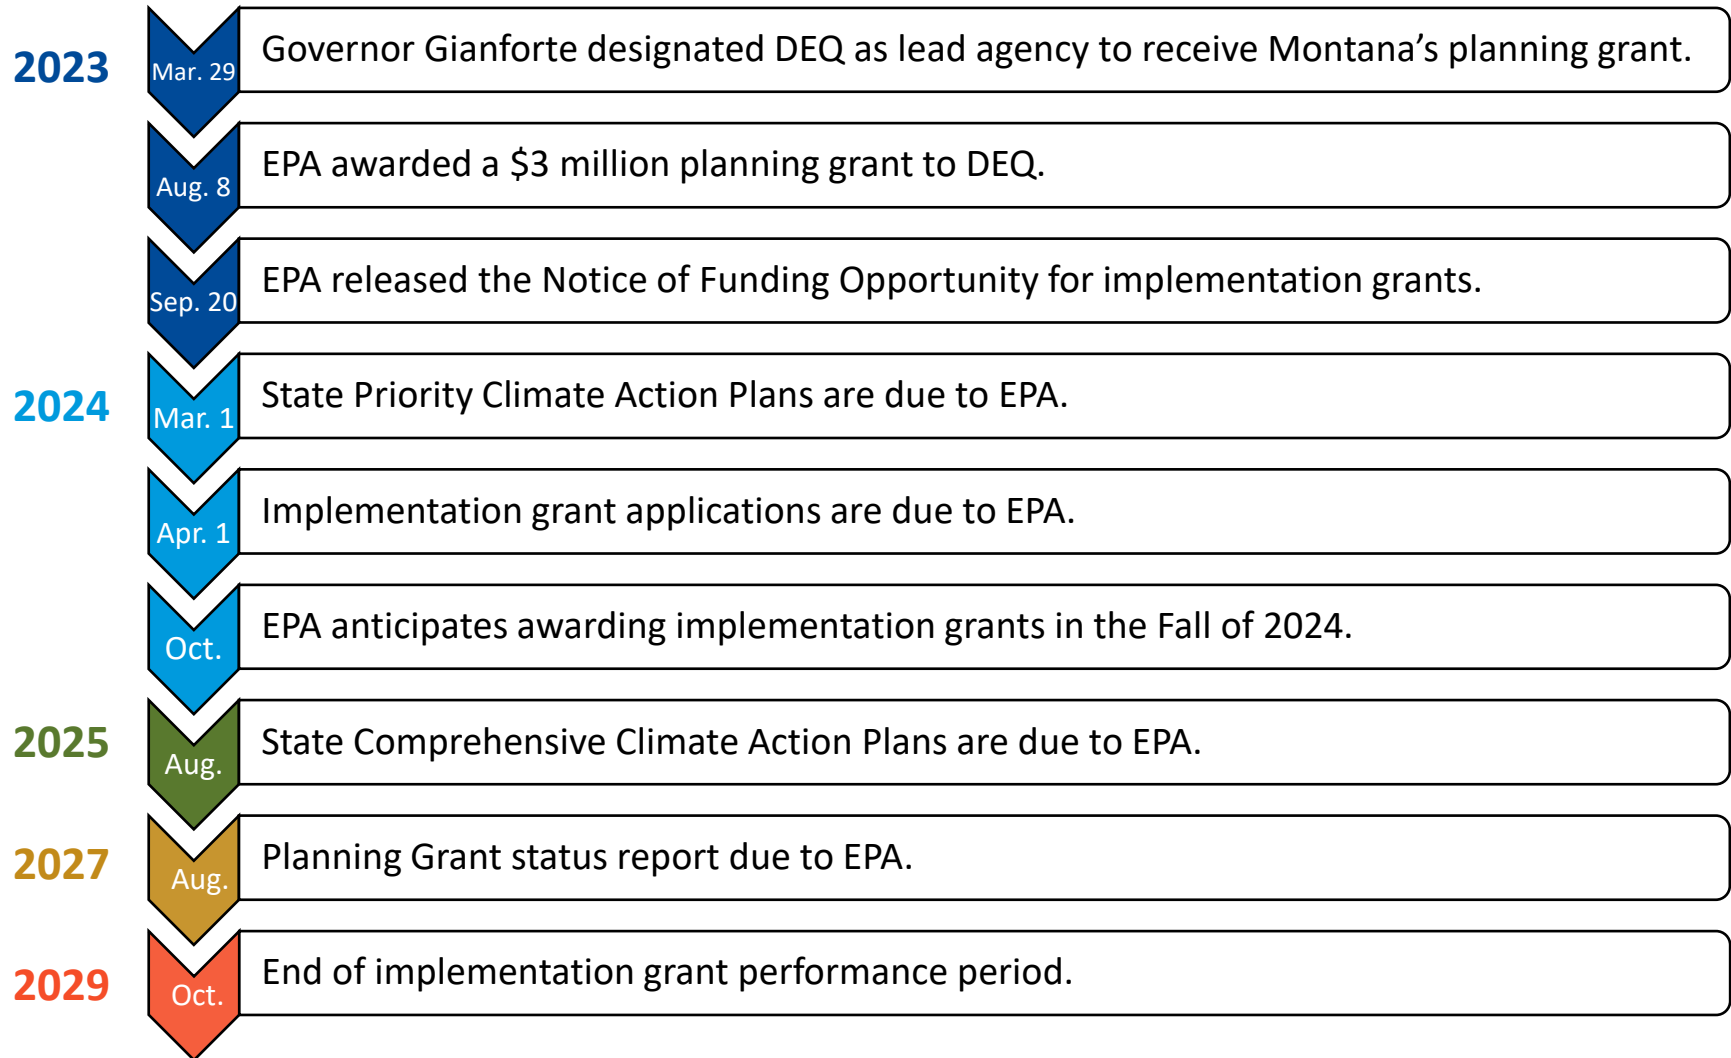 2023
Mar. 29
Governor Gianforte designated DEQ as lead agency to receive Montana’s planning grant.
Aug. 8
EPA awarded a $3 million planning grant to DEQ.
Sep. 20
EPA released the Notice of Funding Opportunity for implementation grants.
2024
Mar. 1
State Priority Climate Action Plans are due to EPA.
Apr. 1
Implementation grant applications are due to EPA.
Oct.
EPA anticipates awarding implementation grants in the Fall of 2024.
2025
Aug.
State Comprehensive Climate Action Plans are due to EPA.
2027
Aug.
Planning Grant status report due to EPA.
2029
Oct.
End of implementation grant performance period.